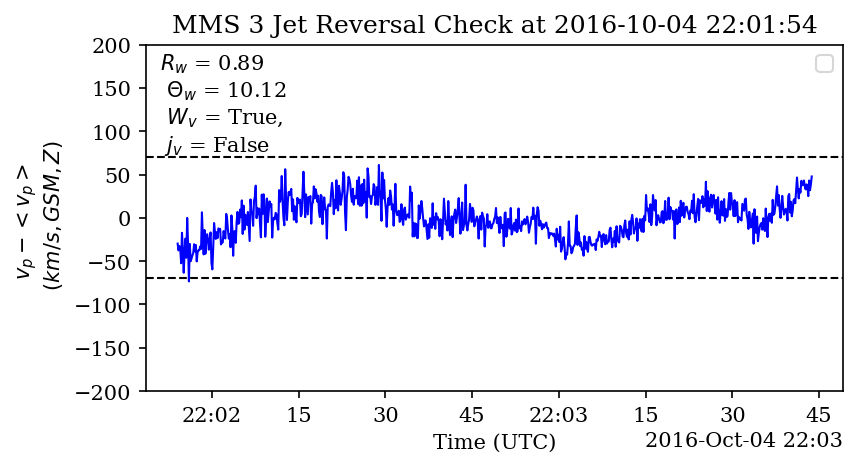 MMS 3 Jet Reversal Check at 2016-10-04 22:01:54
R_w = 0.89
Θ_w = 10.12
W_v = True,
j_v = False
v_p − < v_p >
(km/s, GSM, Z)
200
150
100
50
0
−50
−100
−150
−200
22:02 15 30 45 22:03 15 30 45
Time (UTC) 2016-Oct-04 22:03